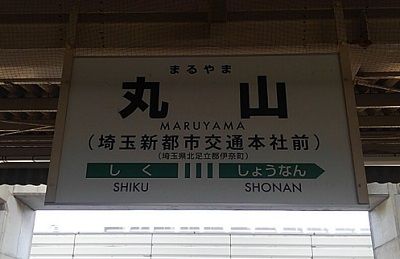 まるやま
丸山
MARUYAMA
(埼玉新都市交通本社前)
(埼玉県北足立郡伊奈町)
しく しょうなん
SHIKU SHONAN